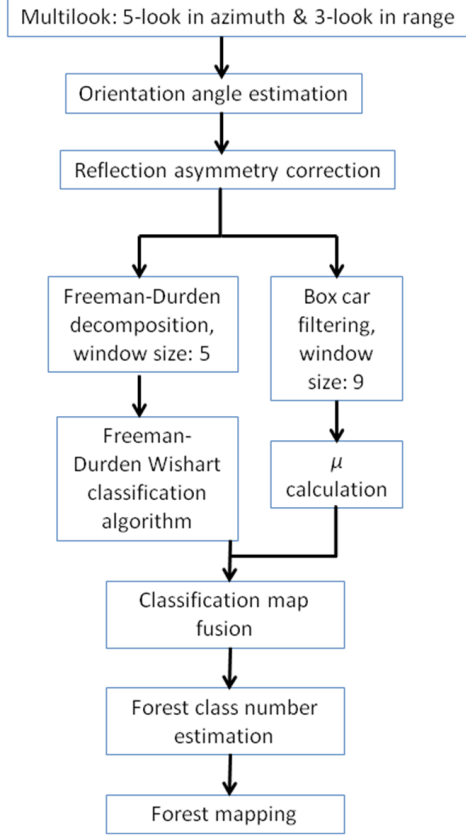 Multilook: 5-look in azimuth & 3-look in range
Orientation angle estimation
Reflection asymmetry correction
Freeman-Durden
decomposition,
window size: 5
Box car
filtering,
window
size: 9
Freeman-
Durden Wishart
classification
algorithm
μ
calculation
Classification map
fusion
Forest class number
estimation
Forest mapping